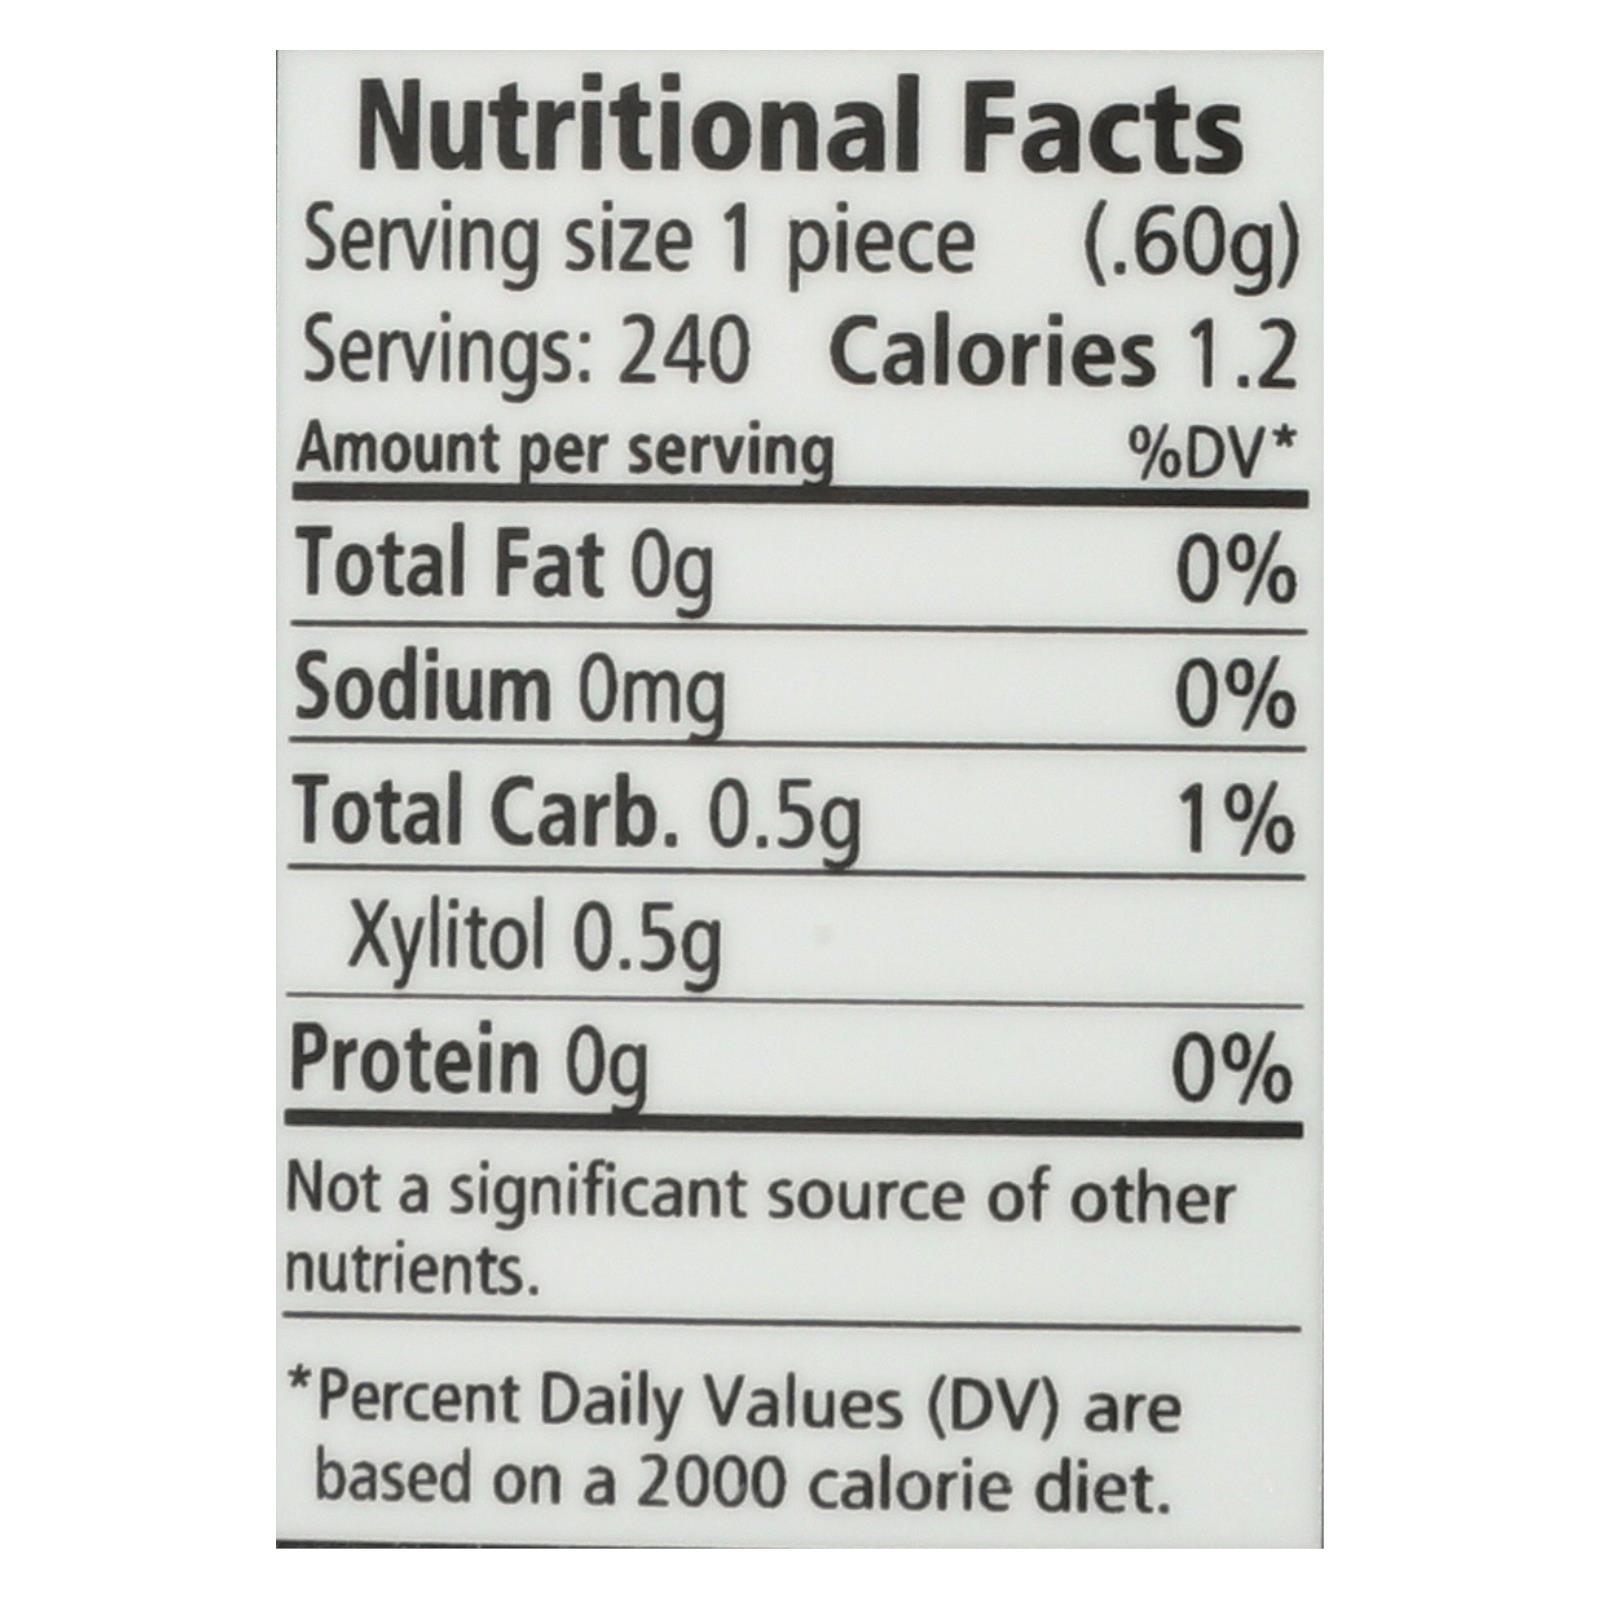 Nutritional Facts
Serving size 1 piece (.60g)
Servings: 240 Calories 1.2
Amount per serving %DV*
Total Fat 0g 0%
Sodium 0mg 0%
Total Carb. 0.5g 1%
Xylitol 0.5g
Protein 0g 0%
Not a significant source of other
nutrients.
*Percent Daily Values (DV) are
based on a 2000 calorie diet.